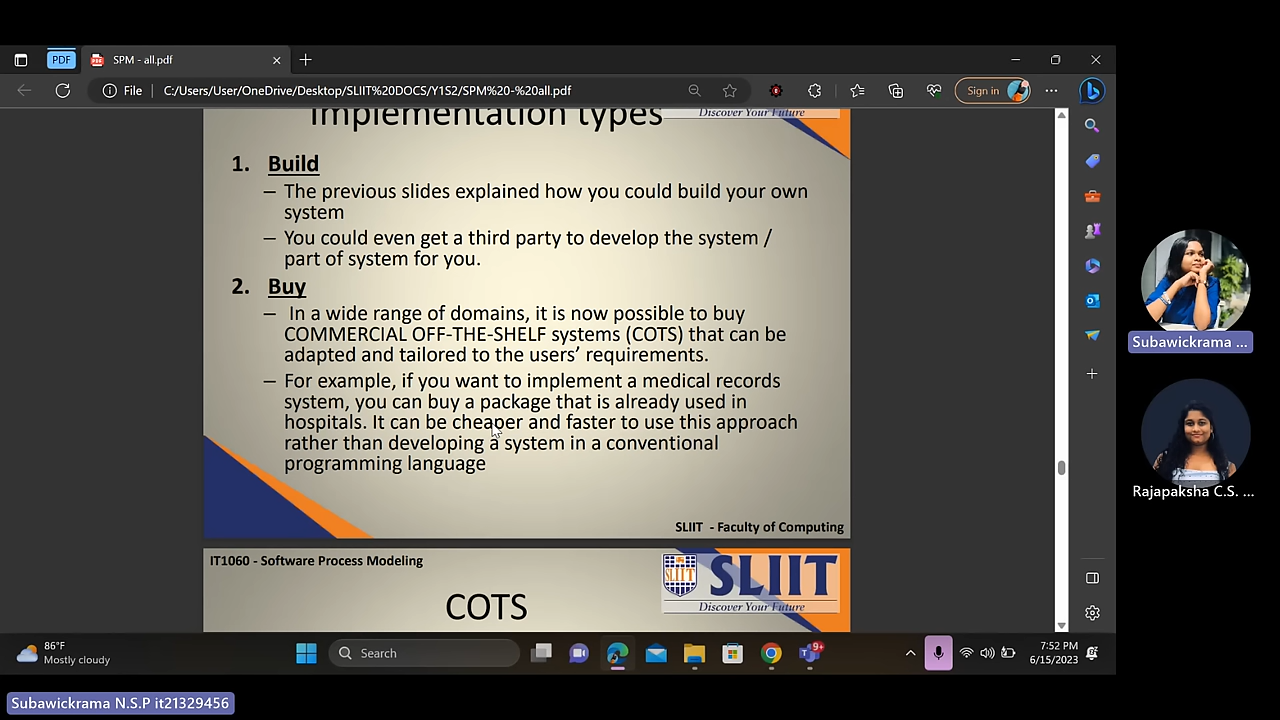 PDF
SPM - all.pdf
File
C:/Users/User/OneDrive/Desktop/SLIIT%20DOCS/Y1S2/SPM%20-%20all.pdf
Sign in
Implementation types
Discover Your Future
1. Build
– The previous slides explained how you could build your own
system
– You could even get a third party to develop the system /
part of system for you.
2. Buy
– In a wide range of domains, it is now possible to buy
COMMERCIAL OFF-THE-SHELF systems (COTS) that can be
adapted and tailored to the users’ requirements.
– For example, if you want to implement a medical records
system, you can buy a package that is already used in
hospitals. It can be cheaper and faster to use this approach
rather than developing a system in a conventional
programming language
SLIIT - Faculty of Computing
IT1060 - Software Process Modeling
SLIIT
SLIIT
Discover Your Future
COTS
Subawickrama ...
Rajapaksha C.S. ...
86°F
Mostly cloudy
Search
9+
7:52 PM
6/15/2023
Subawickrama N.S.P it21329456